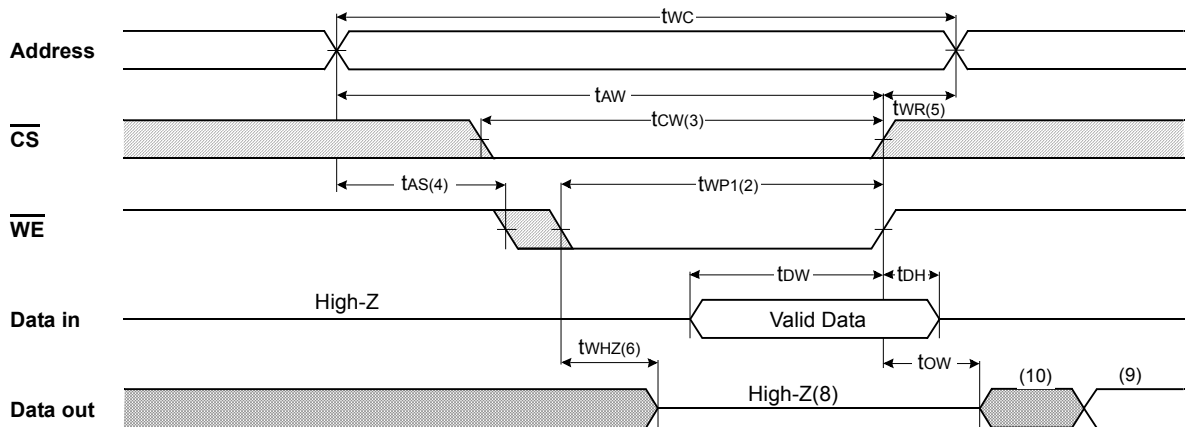 tWC
Address
tAW
tWR(5)
tCW(3)
CS
tAS(4)
tWP1(2)
WE
tDW
tDH
High-Z
Data in
Valid Data
tWHZ(6)
tOW
(10)
(9)
High-Z(8)
Data out